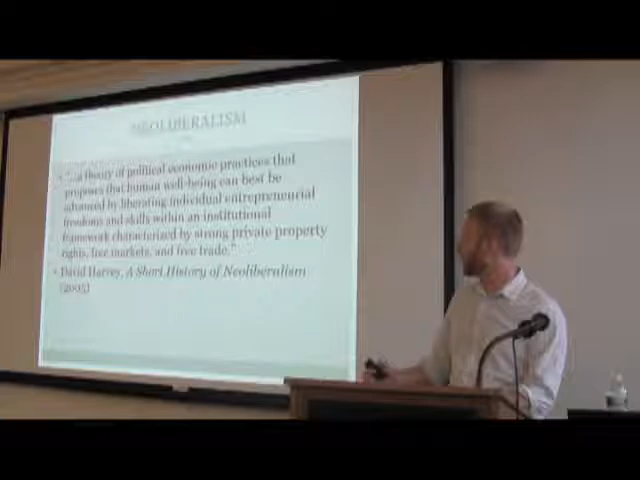 NEOLIBERALISM
• "...a theory of political economic practices that
proposes that human well-being can best be
advanced by liberating individual entrepreneurial
freedoms and skills within an institutional
framework characterized by strong private property
rights, free markets, and free trade."
• David Harvey, A Short History of Neoliberalism
(2005)